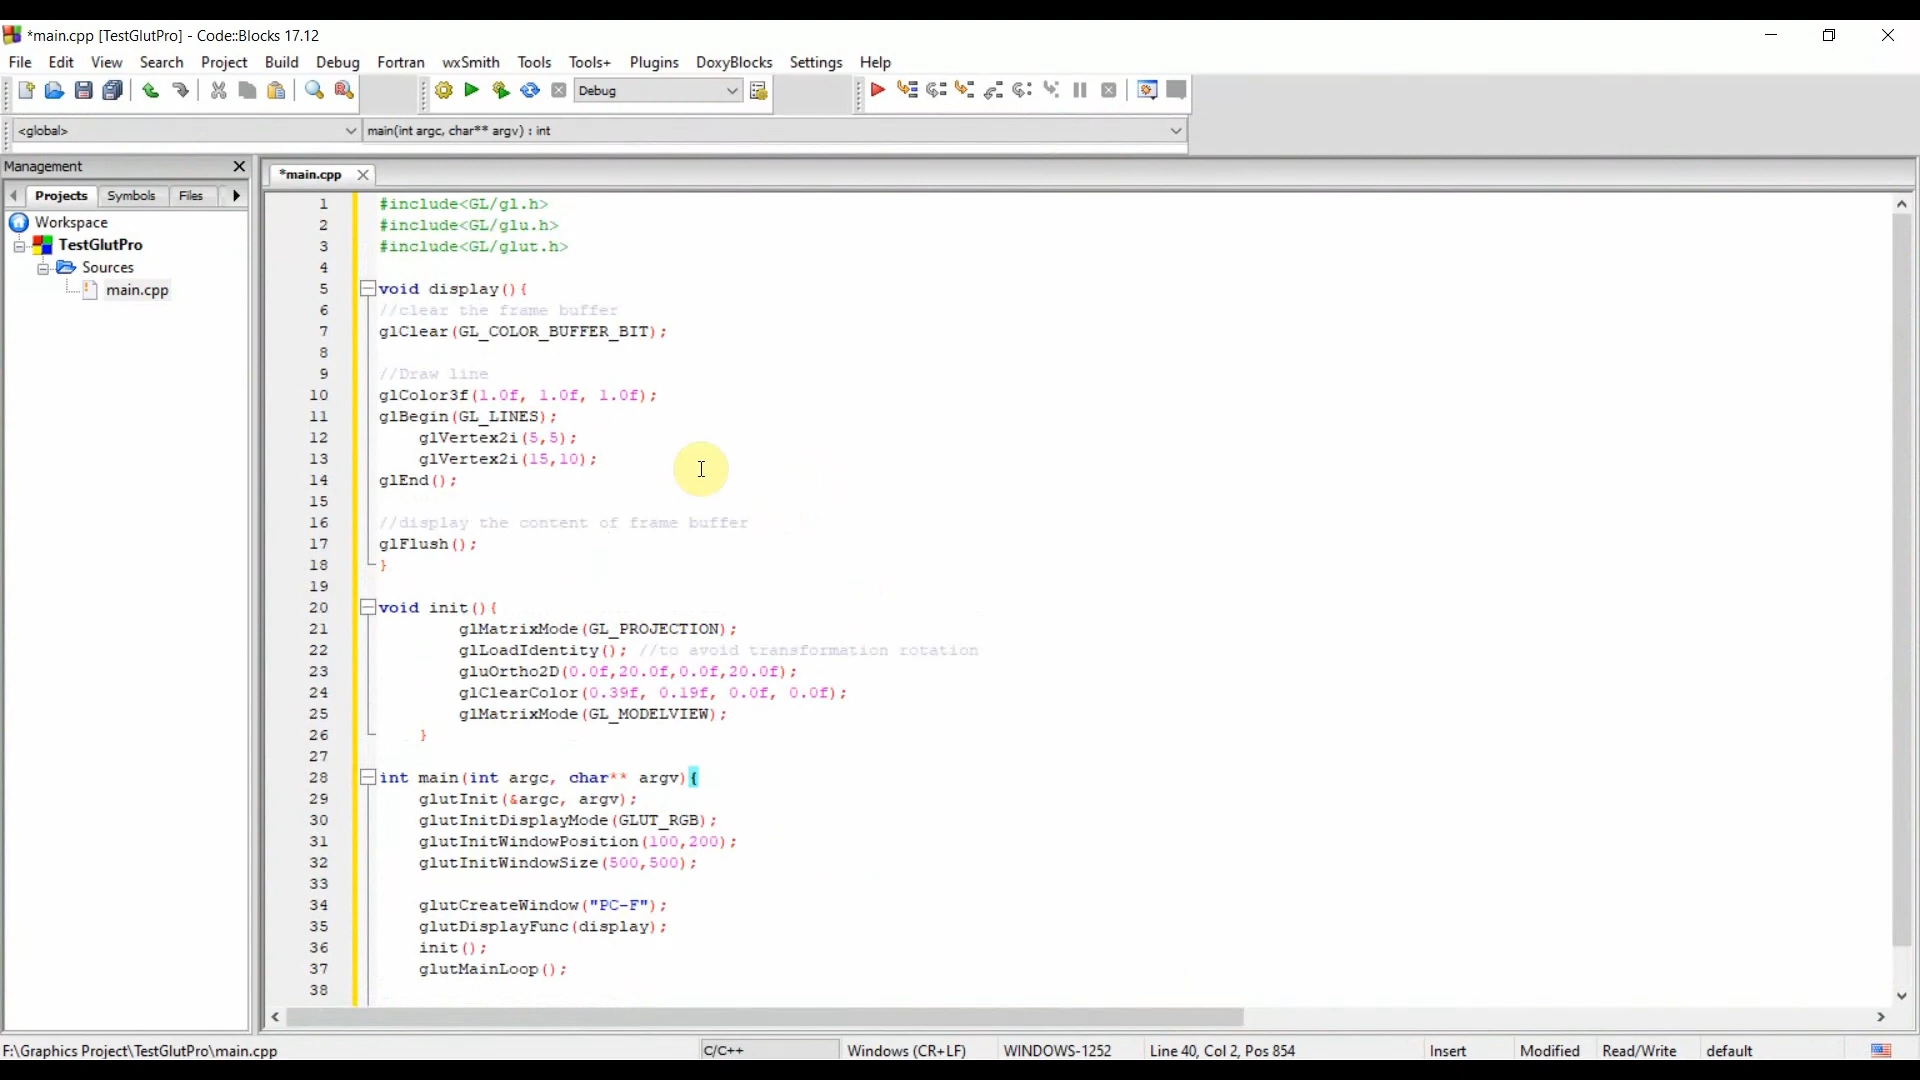 *main.cpp [TestGlutPro] - Code::Blocks 17.12
File Edit View Search Project Build Debug Fortran wxSmith Tools Tools+ Plugins DoxyBlocks Settings Help
Debug
<global> main(int argc, char** argv) : int
Management
*main.cpp
Projects Symbols Files
Workspace
TestGlutPro
Sources
main.cpp
1 #include<GL/gl.h>
2 #include<GL/glu.h>
3 #include<GL/glut.h>
4
5 void display(){
6 //clear the frame buffer
7 glClear(GL_COLOR_BUFFER_BIT);
8
9 //Draw line
10 glColor3f(1.0f, 1.0f, 1.0f);
11 glBegin(GL_LINES);
12 glVertex2i(5,5);
13 glVertex2i(15,10);
14 glEnd();
15
16 //display the content of frame buffer
17 glFlush();
18 }
19
20 void init(){
21 glMatrixMode(GL_PROJECTION);
22 glLoadIdentity(); //to avoid transformation rotation
23 gluOrtho2D(0.0f,20.0f,0.0f,20.0f);
24 glClearColor(0.39f, 0.19f, 0.0f, 0.0f);
25 glMatrixMode(GL_MODELVIEW);
26 }
27
28 int main(int argc, char** argv){
29 glutInit(&argc, argv);
30 glutInitDisplayMode(GLUT_RGB);
31 glutInitWindowPosition(100,200);
32 glutInitWindowSize(500,500);
33
34 glutCreateWindow("PC-F");
35 glutDisplayFunc(display);
36 init();
37 glutMainLoop();
38
F:\Graphics Project\TestGlutPro\main.cpp C/C++ Windows (CR+LF) WINDOWS-1252 Line 40, Col 2, Pos 854 Insert Modified Read/Write default